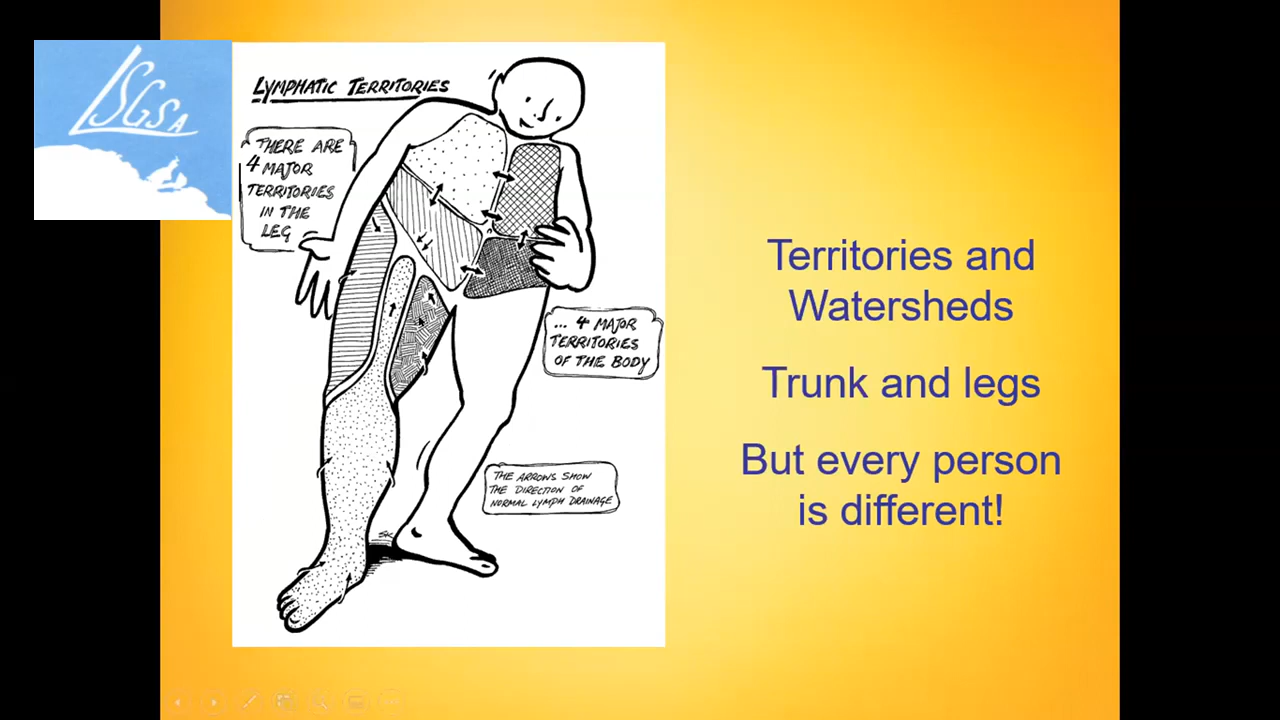 LSGSA
LYMPHATIC TERRITORIES
THERE ARE
4 MAJOR
TERRITORIES
IN THE
LEG
... 4 MAJOR
TERRITORIES
OF THE BODY
THE ARROWS SHOW
THE DIRECTION OF
NORMAL LYMPH DRAINAGE
Territories and
Watersheds
Trunk and legs
But every person
is different!